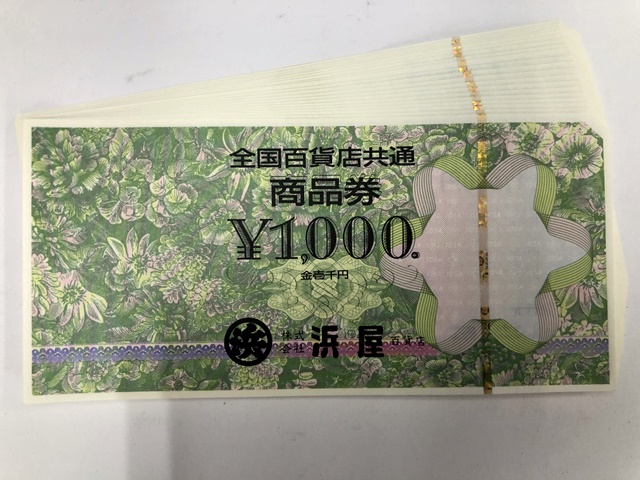 全国百貨店共通
商品券
¥1,000.
金壱千円
浜 株式会社 浜屋 百貨店